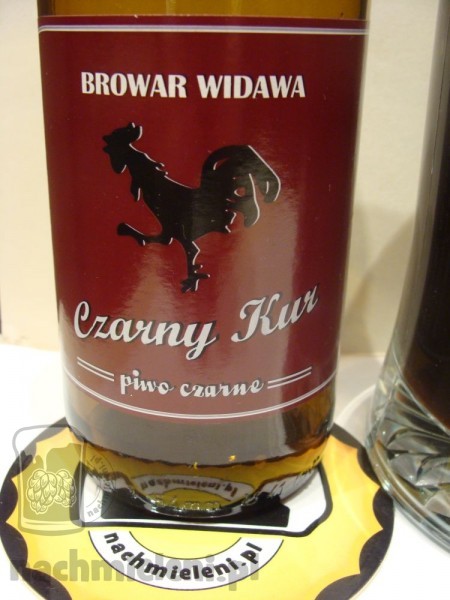 BROWAR WIDAWA
Czarny Kur
piwo czarne
nachmieleni.pl
nachmieleni.pl